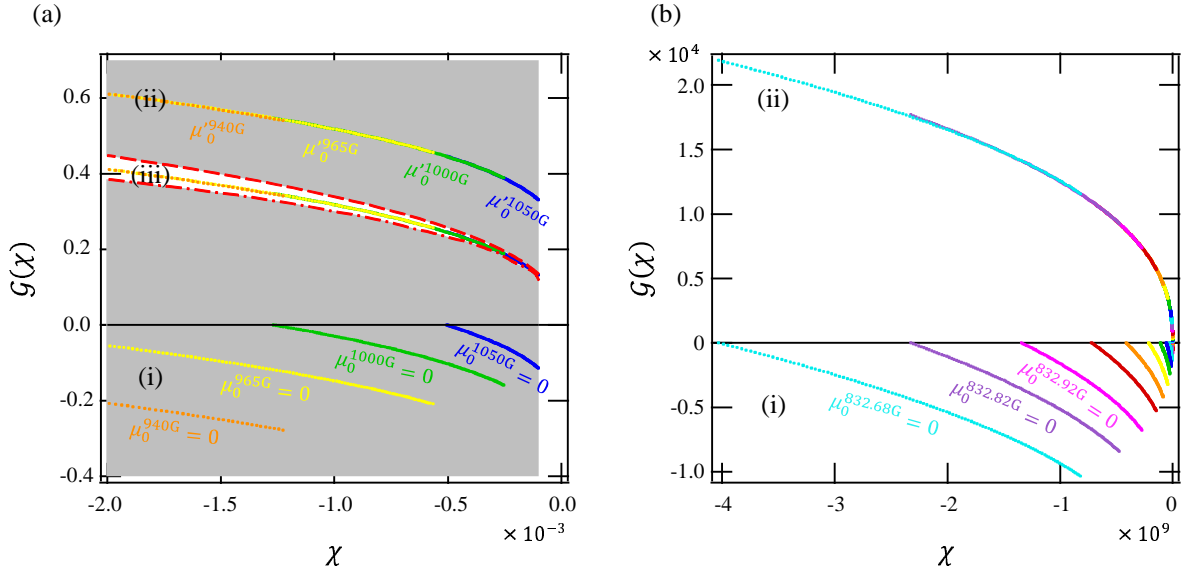 (a)
(b)
× 10⁴
0.6
0.4
0.2
0.0
-0.2
-0.4
𝒢(χ)
(ii)
μ′₀⁹⁴⁰ᴳ
μ′₀⁹⁶⁵ᴳ
μ′₀¹⁰⁰⁰ᴳ
μ′₀¹⁰⁵⁰ᴳ
(iii)
(i)
μ₀⁹⁴⁰ᴳ = 0
μ₀⁹⁶⁵ᴳ = 0
μ₀¹⁰⁰⁰ᴳ = 0
μ₀¹⁰⁵⁰ᴳ = 0
-2.0 -1.5 -1.0 -0.5 0.0
× 10⁻³
χ
2.0
1.5
1.0
0.5
0
-0.5
-1.0
𝒢(χ)
(ii)
(i)
μ₀⁸³²·⁶⁸ᴳ = 0
μ₀⁸³²·⁸²ᴳ = 0
μ₀⁸³²·⁹²ᴳ = 0
-4 -3 -2 -1 0
× 10⁹
χ